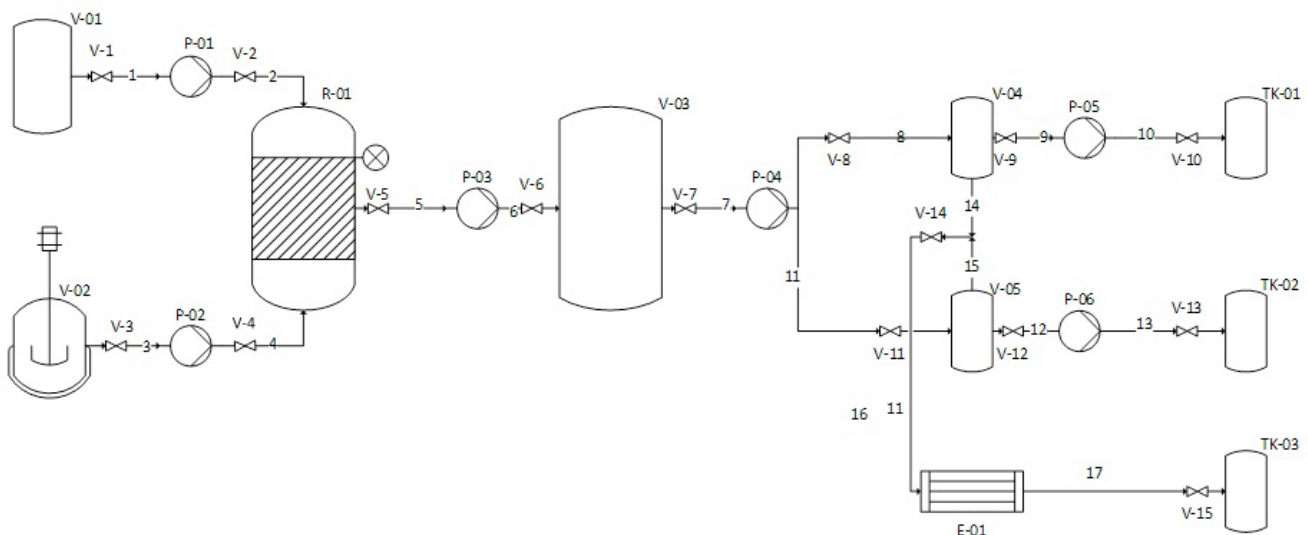 V-01
V-1
1
P-01
V-2
2
R-01
V-03
V-04
P-05
TK-01
V-8
8
V-9
9
10
V-10
V-5
5
P-03
6
V-6
V-7
7
P-04
14
V-14
11
15
V-02
V-3
3
P-02
V-4
4
V-05
P-06
TK-02
V-11
V-12
12
13
V-13
16
11
TK-03
17
V-15
E-01